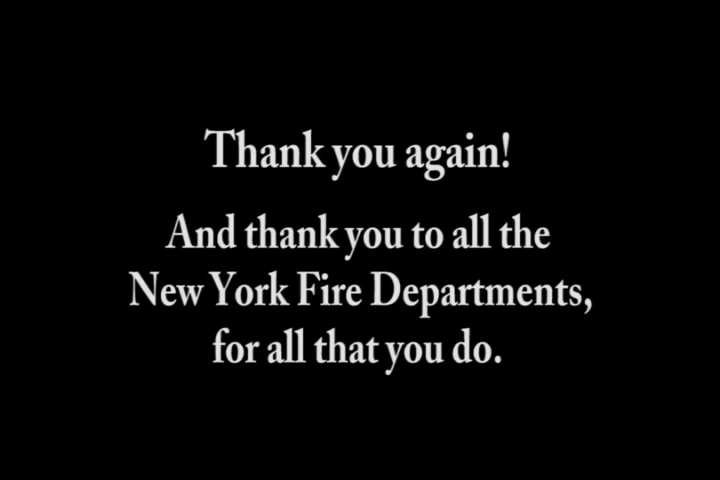 Thank you again!
And thank you to all the
New York Fire Departments,
for all that you do.